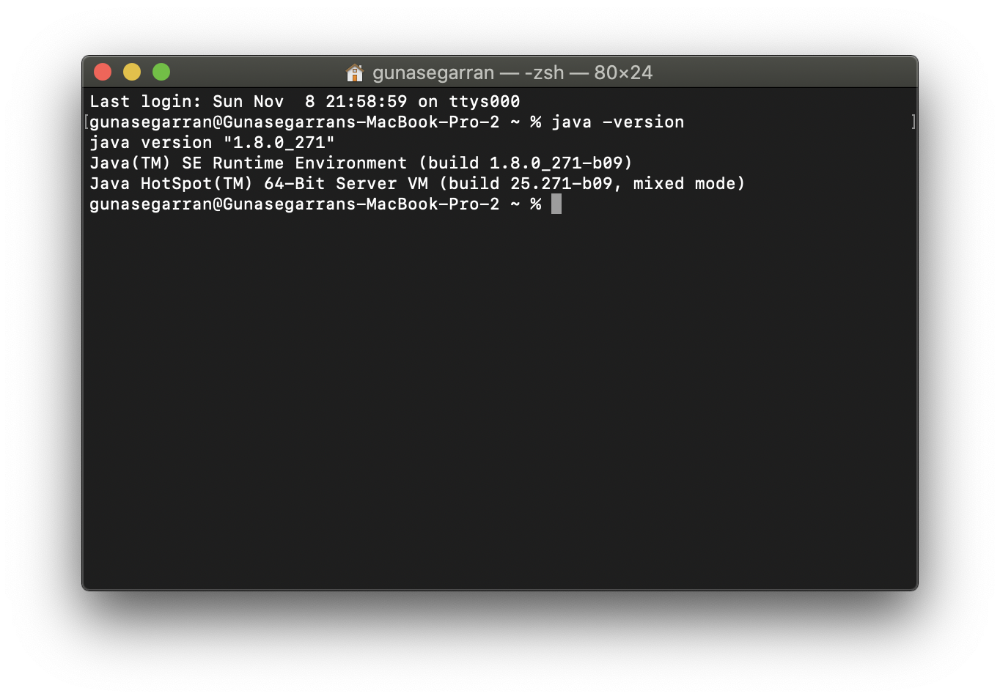 gunasegarran — -zsh — 80×24
Last login: Sun Nov  8 21:58:59 on ttys000
[gunasegarran@Gunasegarrans-MacBook-Pro-2 ~ % java -version]
java version "1.8.0_271"
Java(TM) SE Runtime Environment (build 1.8.0_271-b09)
Java HotSpot(TM) 64-Bit Server VM (build 25.271-b09, mixed mode)
gunasegarran@Gunasegarrans-MacBook-Pro-2 ~ %